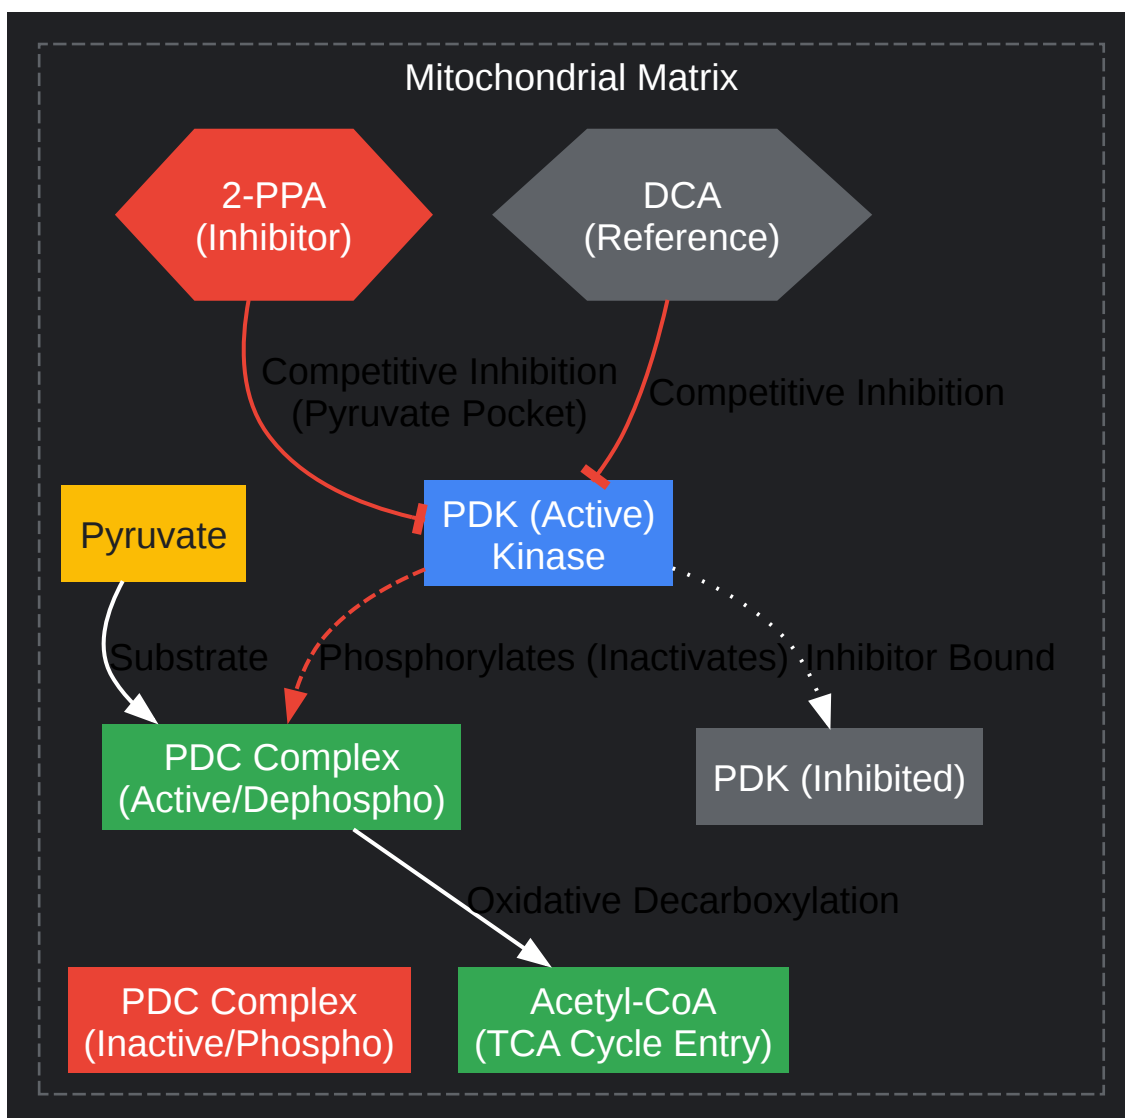 Mitochondrial Matrix
2-PPA
(Inhibitor)
DCA
(Reference)
Competitive Inhibition
(Pyruvate Pocket)
Competitive Inhibition
Pyruvate
PDK (Active)
Kinase
Substrate
Phosphorylates (Inactivates)
Inhibitor Bound
PDC Complex
(Active/Dephospho)
PDK (Inhibited)
Oxidative Decarboxylation
PDC Complex
(Inactive/Phospho)
Acetyl-CoA
(TCA Cycle Entry)